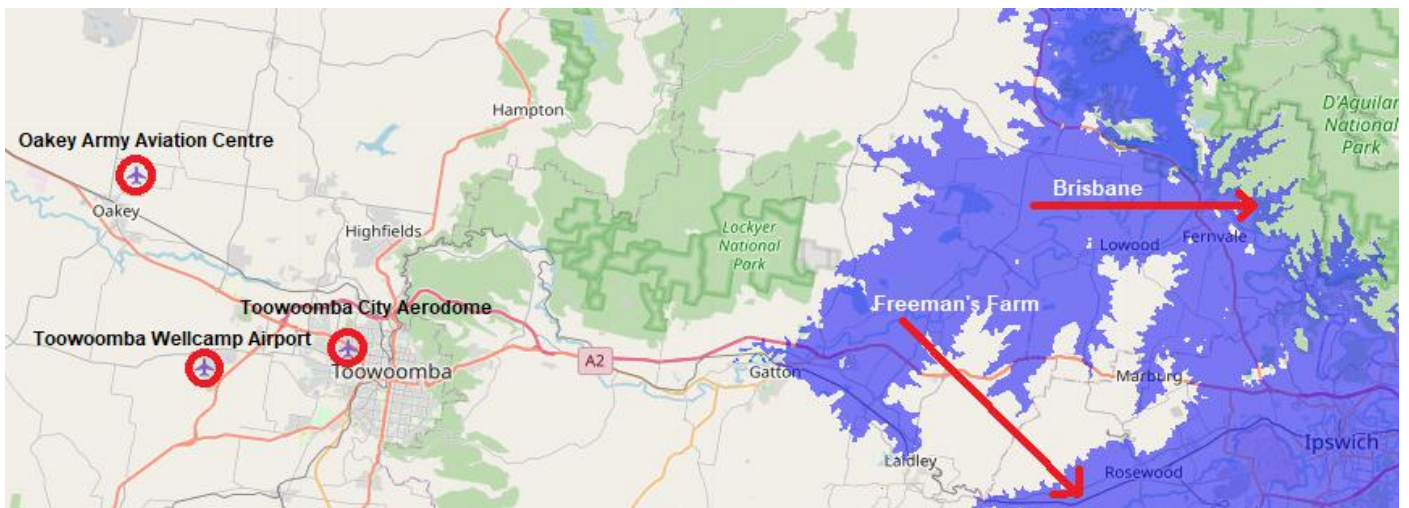 Hampton
D'Aguilar
National
Park
Oakey Army Aviation Centre
Oakey
Brisbane
Highfields
Lockyer
National
Park
Lowood
Fernvale
Toowoomba City Aerodome
Freeman's Farm
Toowoomba Wellcamp Airport
Toowoomba
A2
Gatton
Marburg
Ipswich
Laidley
Rosewood